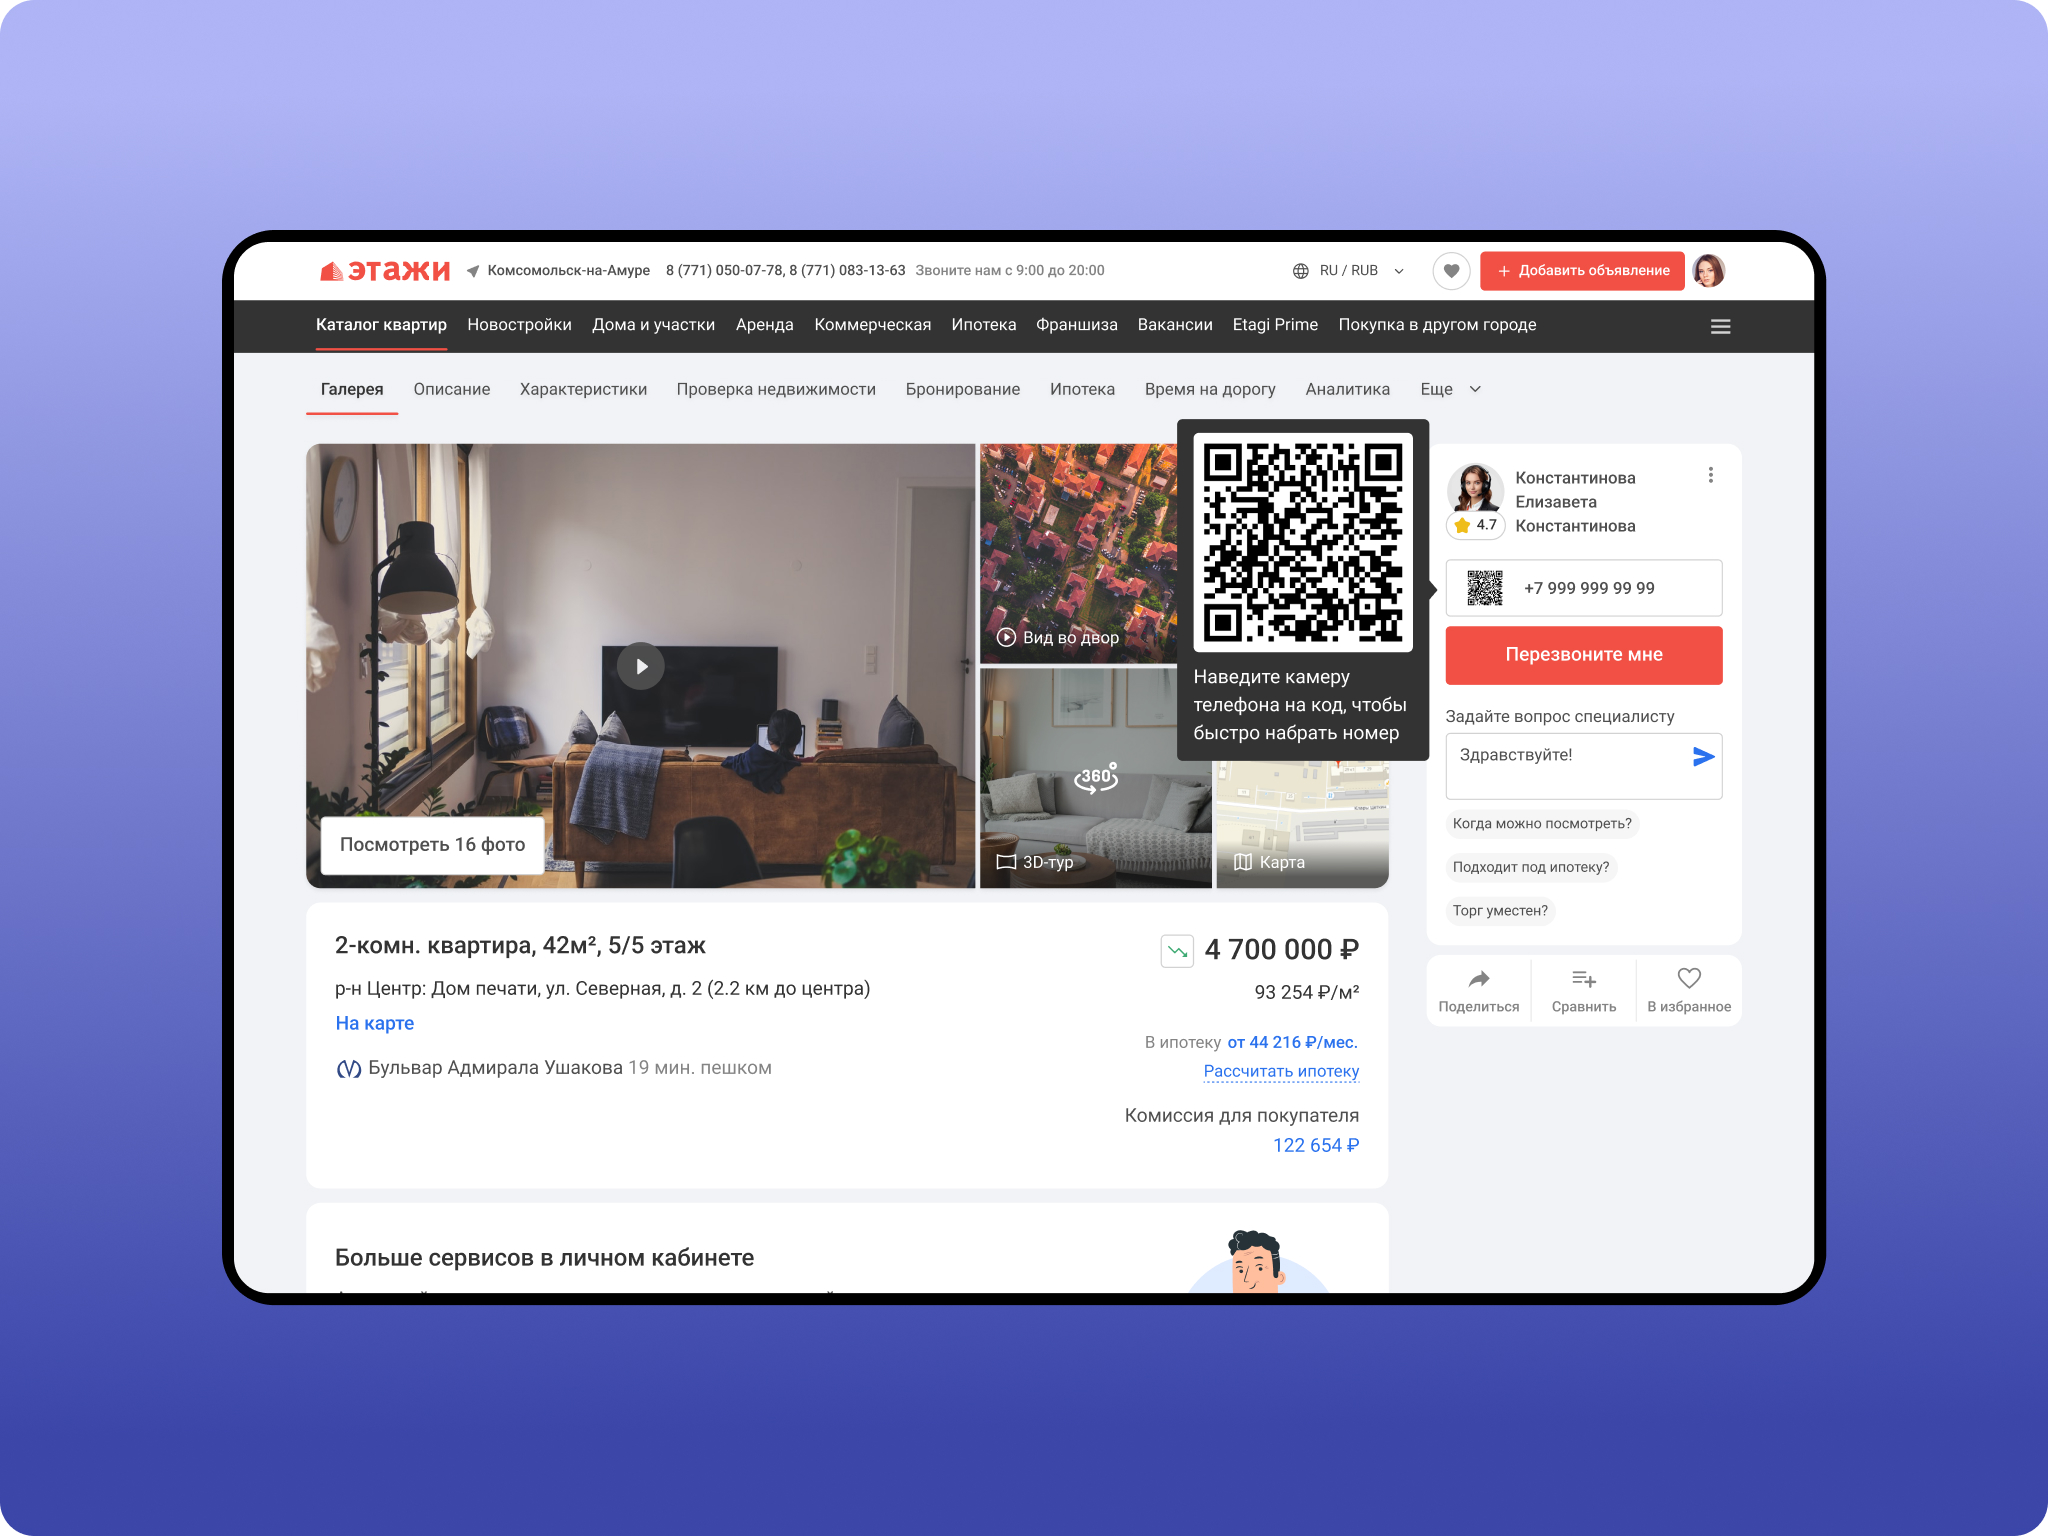 этажи
Комсомольск-на-Амуре
8 (771) 050-07-78, 8 (771) 083-13-63
Звоните нам с 9:00 до 20:00
RU / RUB
+ Добавить объявление
Каталог квартир
Новостройки
Дома и участки
Аренда
Коммерческая
Ипотека
Франшиза
Вакансии
Etagi Prime
Покупка в другом городе
Галерея
Описание
Характеристики
Проверка недвижимости
Бронирование
Ипотека
Время на дорогу
Аналитика
Еще
Посмотреть 16 фото
Вид во двор
360°
3D-тур
Карта
Наведите камеру
телефона на код, чтобы
быстро набрать номер
Константинова
Елизавета
Константинова
4.7
+7 999 999 99 99
Перезвоните мне
Задайте вопрос специалисту
Здравствуйте!
Когда можно посмотреть?
Подходит под ипотеку?
Торг уместен?
Поделиться
Сравнить
В избранное
2-комн. квартира, 42м², 5/5 этаж
р-н Центр: Дом печати, ул. Северная, д. 2 (2.2 км до центра)
На карте
Бульвар Адмирала Ушакова 19 мин. пешком
4 700 000 ₽
93 254 ₽/м²
В ипотеку от 44 216 ₽/мес.
Рассчитать ипотеку
Комиссия для покупателя
122 654 ₽
Больше сервисов в личном кабинете